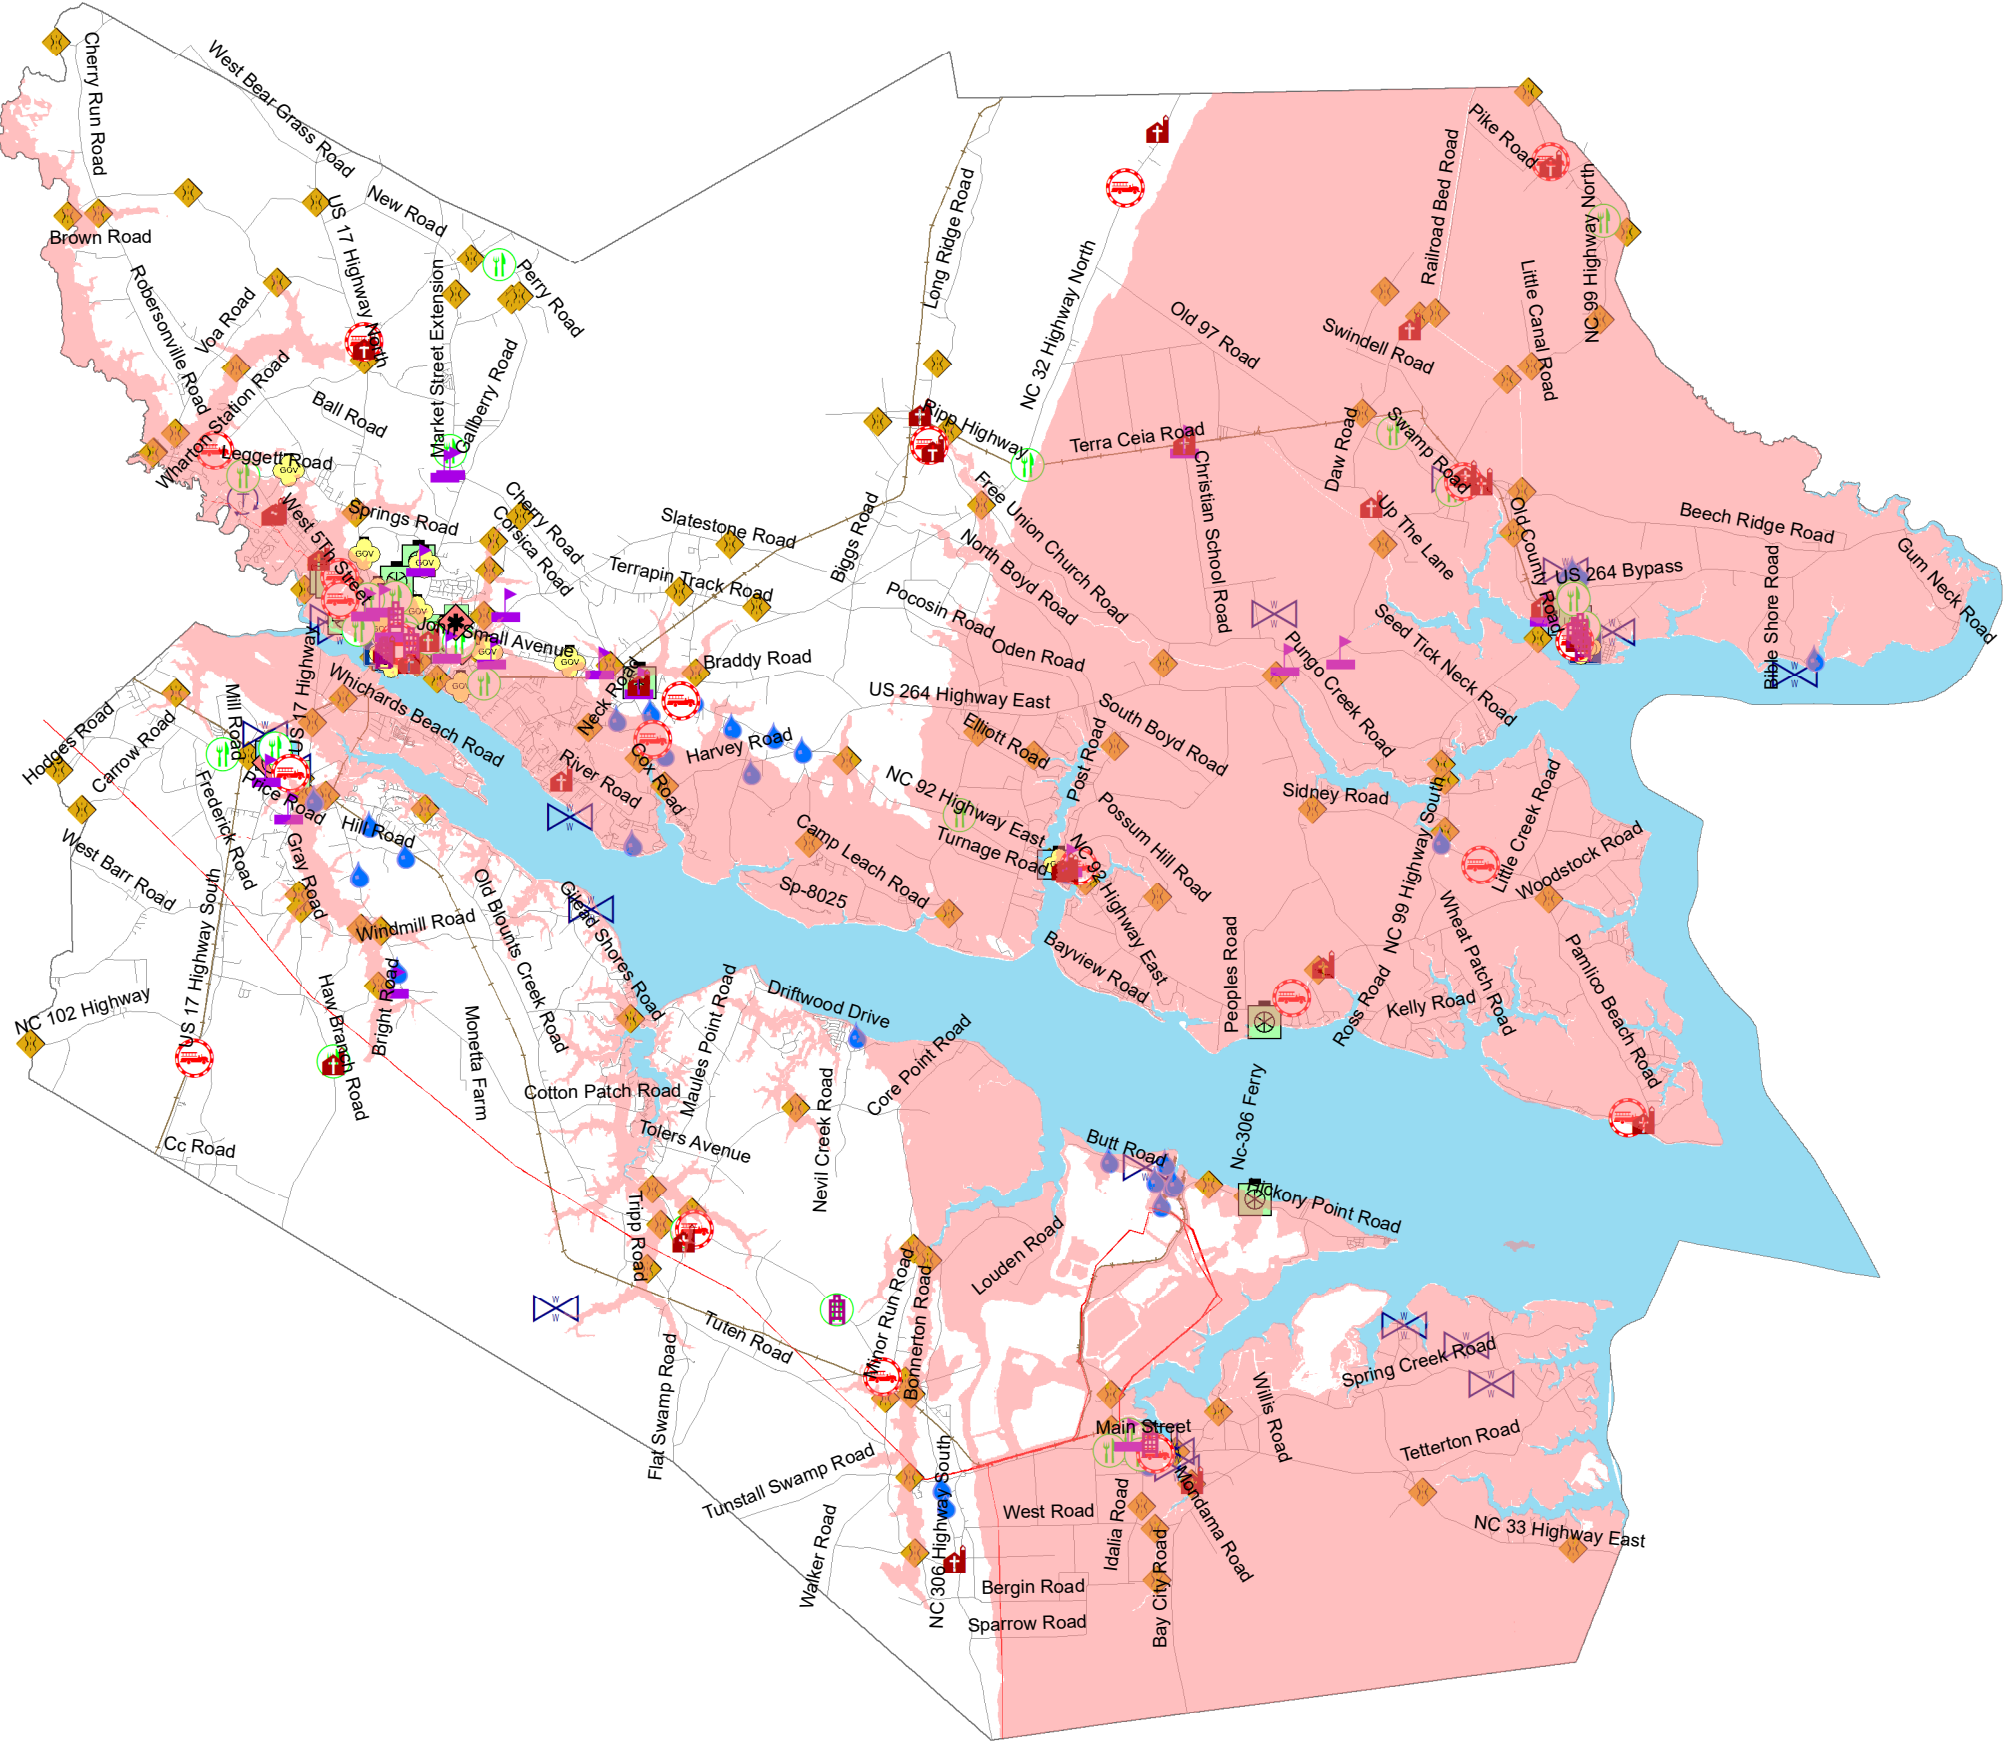 Cherry Run Road
West Bear Grass Road
Pike Road
Railroad Bed Road
NC 99 Highway North
Long Ridge Road
New Road
US 17 Highway North
Brown Road
NC 32 Highway North
Perry Road
Robersonville Road
Voa Road
Market Street Extension
Little Canal Road
Old 97 Road
Swindell Road
Gallberry Road
Wharton Station Road
Ball Road
Ripp Highway
Terra Ceia Road
Daw Road
Swamp Road
Leggett Road
GOV
Christian School Road
Free Union Church Road
West 5Th Street
Springs Road
Cherry Road
Corsica Road
Slatestone Road
Biggs Road
Up The Lane
Old County Road
Beech Ridge Road
Gum Neck Road
GOV
GOV
North Boyd Road
Terrapin Track Road
US 264 Bypass
Bible Shore Road
Pocosin Road
GOV
John Small Avenue
GOV
GOV
GOV
Oden Road
Seed Tick Neck Road
Pungo Creek Road
Braddy Road
US 264 Highway East
Neck Road
US 17 Highway
Whichards Beach Road
Mill Road
Hodges Road
Carrow Road
South Boyd Road
Elliott Road
Post Road
Harvey Road
Cox Road
River Road
NC 92 Highway East
Sidney Road
Price Road
Frederick Road
Hill Road
Little Creek Road
Woodstock Road
NC 99 Highway South
Possum Hill Road
Turnage Road
Camp Leach Road
Sp-8025
West Barr Road
Gray Road
Old Blounts Creek Road
Gilead Shores Road
NC 92 Highway East
Windmill Road
US 17 Highway South
Wheat Patch Road
Pamlico Beach Road
Bayview Road
Peoples Road
Ross Road
Kelly Road
Haw Branch Road
Bright Road
Monetta Farm
NC 102 Highway
Maules Point Road
Driftwood Drive
Core Point Road
Cotton Patch Road
Nevil Creek Road
Nc-306 Ferry
Cc Road
Tolers Avenue
Butt Road
Hickory Point Road
Tripp Road
Louden Road
Minor Run Road
Bonnerton Road
Tuten Road
Flat Swamp Road
Spring Creek Road
Willis Road
Main Street
Tetterton Road
Tunstall Swamp Road
NC 306 Highway South
West Road
Idalia Road
Mondama Road
Walker Road
NC 33 Highway East
Bay City Road
Bergin Road
Sparrow Road